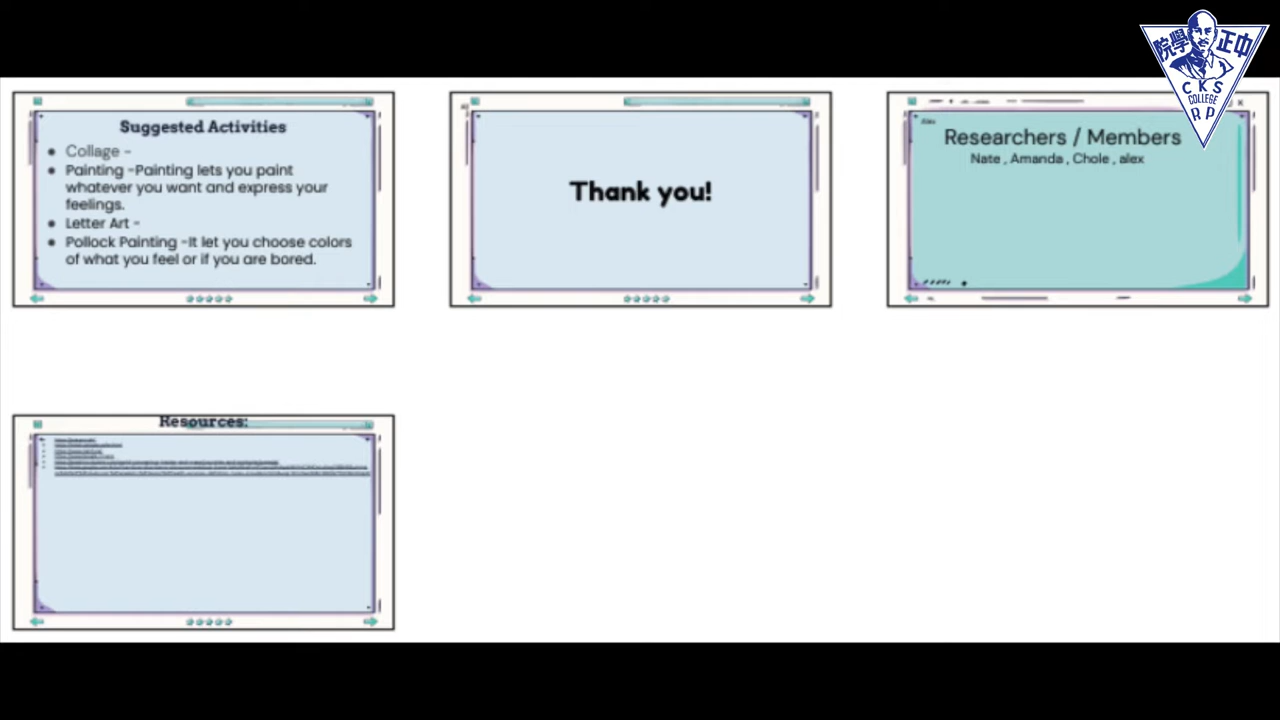 Suggested Activities
Collage -
Painting -Painting lets you paint
whatever you want and express your
feelings.
Letter Art -
Pollock Painting -It let you choose colors
of what you feel or if you are bored.
Thank you!
Alex
Researchers / Members
Nate , Amanda , Chole , alex
院學 正中
CKS
COLLEGE
RP
Resources: